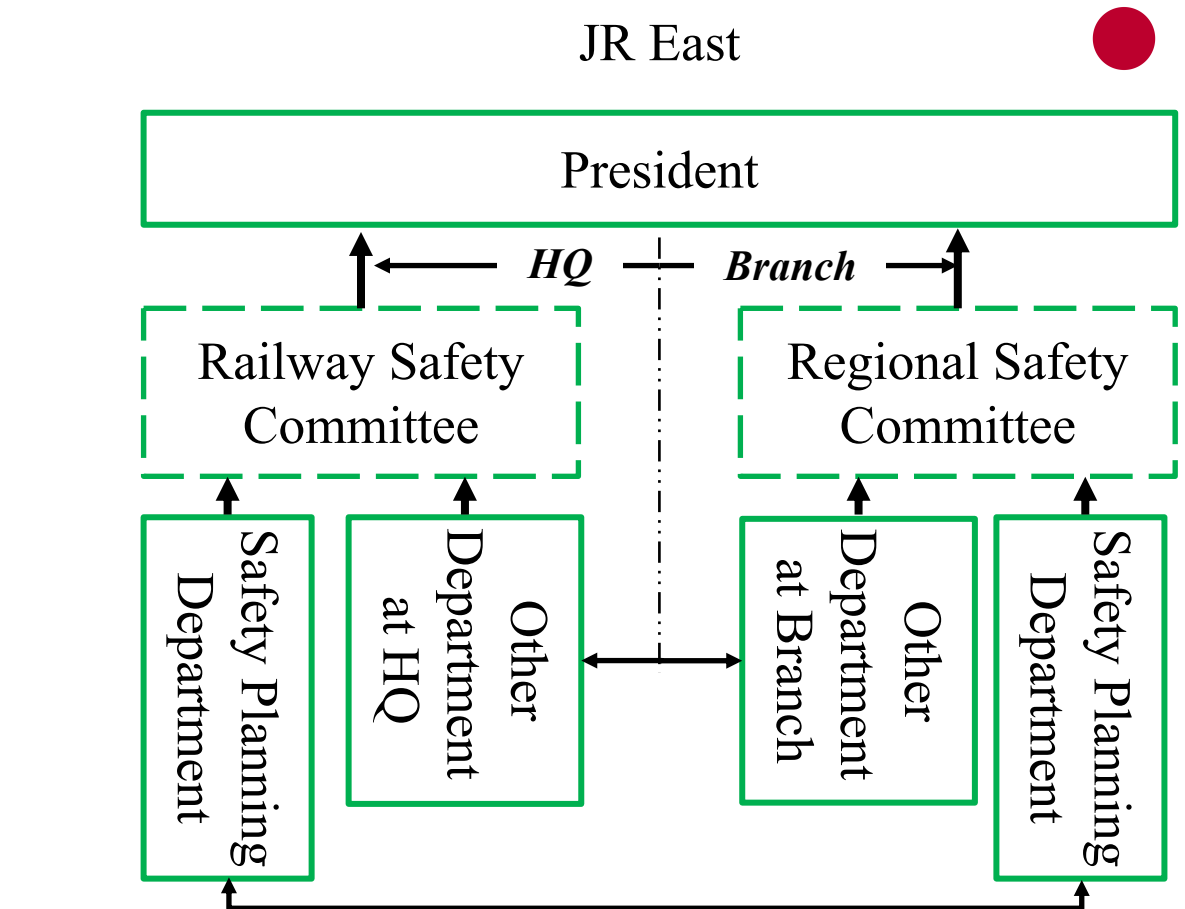 JR East
President
HQ
Branch
Railway Safety
Committee
Regional Safety
Committee
Safety Planning
Department
Other
Department
at HQ
Other
Department
at Branch
Safety Planning
Department